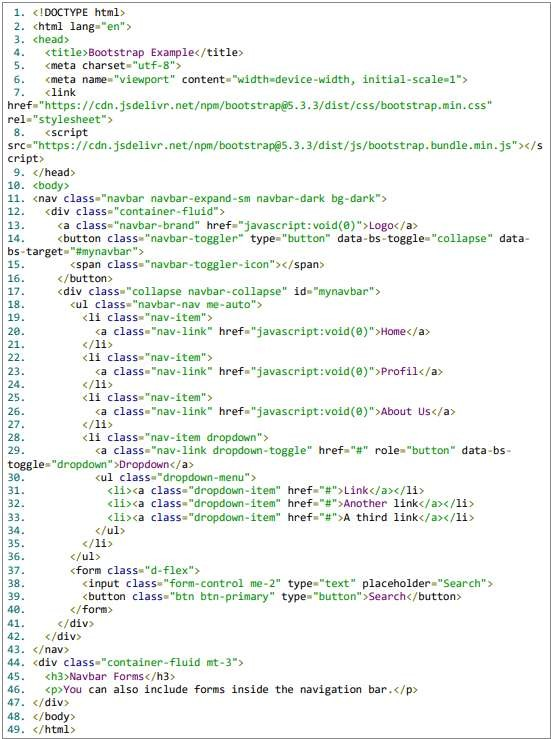 1. <!DOCTYPE html>
2. <html lang="en">
3. <head>
4. <title>Bootstrap Example</title>
5. <meta charset="utf-8">
6. <meta name="viewport" content="width=device-width, initial-scale=1">
7. <link
href="https://cdn.jsdelivr.net/npm/bootstrap@5.3.3/dist/css/bootstrap.min.css"
rel="stylesheet">
8. <script
src="https://cdn.jsdelivr.net/npm/bootstrap@5.3.3/dist/js/bootstrap.bundle.min.js"></s
cript>
9. </head>
10. <body>
11. <nav class="navbar navbar-expand-sm navbar-dark bg-dark">
12. <div class="container-fluid">
13. <a class="navbar-brand" href="javascript:void(0)">Logo</a>
14. <button class="navbar-toggler" type="button" data-bs-toggle="collapse" data-
bs-target="#mynavbar">
15. <span class="navbar-toggler-icon"></span>
16. </button>
17. <div class="collapse navbar-collapse" id="mynavbar">
18. <ul class="navbar-nav me-auto">
19. <li class="nav-item">
20. <a class="nav-link" href="javascript:void(0)">Home</a>
21. </li>
22. <li class="nav-item">
23. <a class="nav-link" href="javascript:void(0)">Profil</a>
24. </li>
25. <li class="nav-item">
26. <a class="nav-link" href="javascript:void(0)">About Us</a>
27. </li>
28. <li class="nav-item dropdown">
29. <a class="nav-link dropdown-toggle" href="#" role="button" data-bs-
toggle="dropdown">Dropdown</a>
30. <ul class="dropdown-menu">
31. <li><a class="dropdown-item" href="#">Link</a></li>
32. <li><a class="dropdown-item" href="#">Another link</a></li>
33. <li><a class="dropdown-item" href="#">A third link</a></li>
34. </ul>
35. </li>
36. </ul>
37. <form class="d-flex">
38. <input class="form-control me-2" type="text" placeholder="Search">
39. <button class="btn btn-primary" type="button">Search</button>
40. </form>
41. </div>
42. </div>
43. </nav>
44. <div class="container-fluid mt-3">
45. <h3>Navbar Forms</h3>
46. <p>You can also include forms inside the navigation bar.</p>
47. </div>
48. </body>
49. </html>